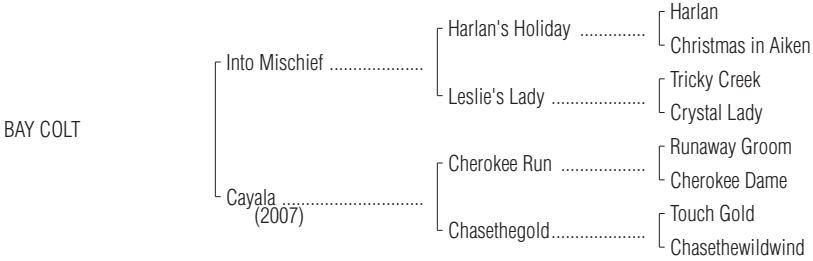 Harlan
Harlan's Holiday ..............
Christmas in Aiken
Into Mischief ....................
Tricky Creek
Leslie's Lady ....................
Crystal Lady
BAY COLT
Runaway Groom
Cherokee Run ..................
Cherokee Dame
Cayala ..............................
(2007)
Touch Gold
Chasethegold....................
Chasethewildwind